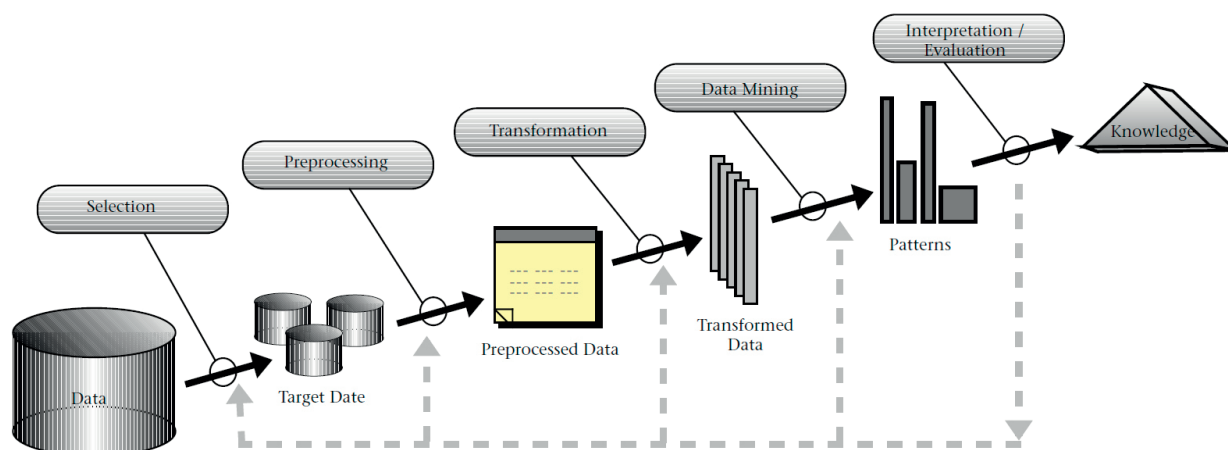 Interpretation /
Evaluation
Data Mining
Transformation
Preprocessing
Selection
Knowledge
Patterns
Transformed
Data
Preprocessed Data
Target Date
Data